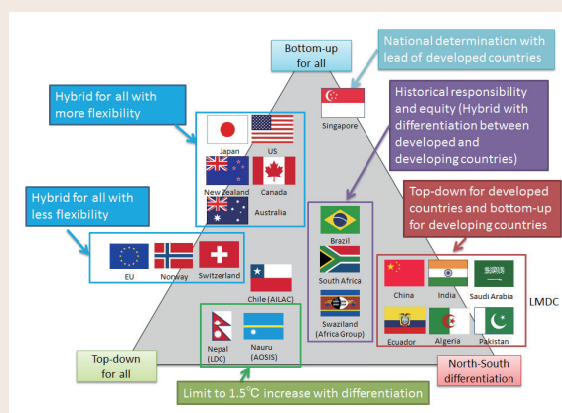 Bottom-up
for all
National determination with
lead of developed countries
Hybrid for all with
more flexibility
Singapore
Historical responsibility
and equity (Hybrid with
differentiation between
developed and
developing countries)
Japan
US
New Zealand
Canada
Australia
Hybrid for all with
less flexibility
Top-down for developed
countries and bottom-up
for developing countries
Brazil
EU
Norway
Switzerland
South Africa
China
India
Saudi Arabia
Chile (AILAC)
LMDC
Swaziland
(Africa Group)
Ecuador
Algeria
Pakistan
Nepal
(LDC)
Nauru
(AOSIS)
Top-down
for all
North-South
differentiation
Limit to 1.5℃ increase with differentiation